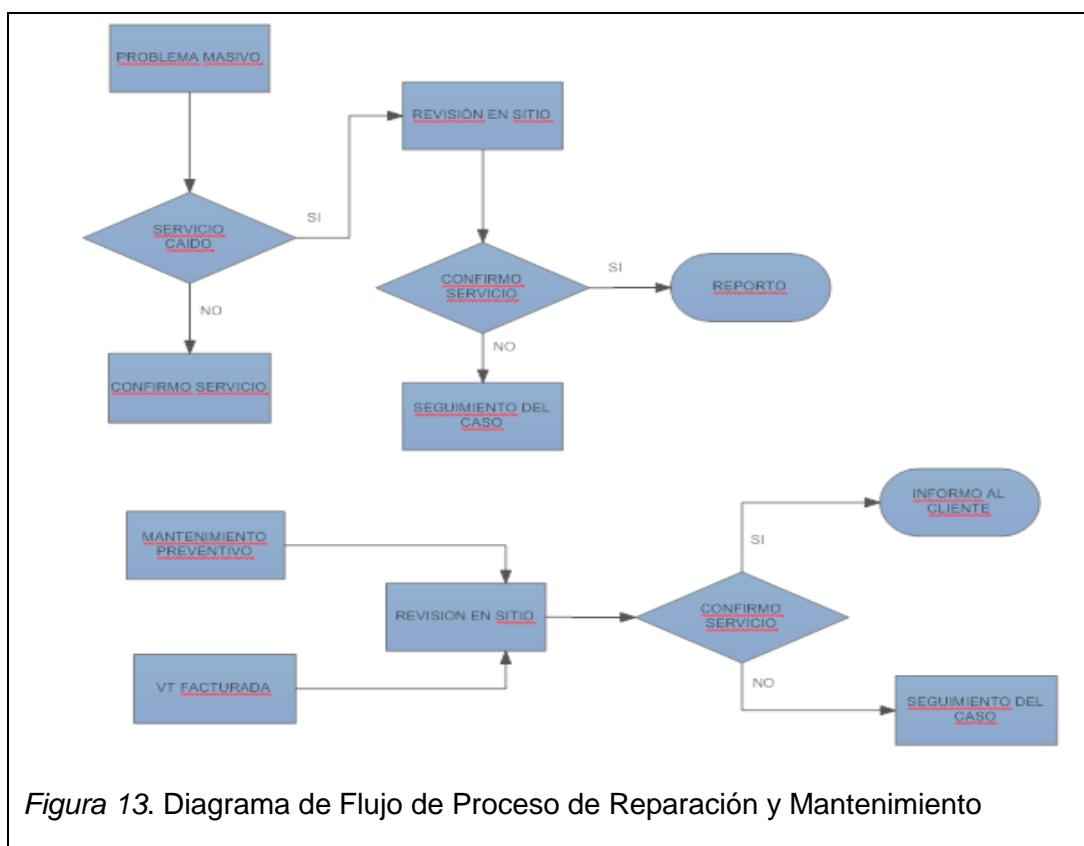 PROBLEMA MASIVO
REVISIÒN EN SITIO
SI
SERVICIO
CAIDO
CONFIRMO
SERVICIO
SI
REPORTO
NO
NO
CONFIRMO SERVICIO
SEGUIMIENTO DEL
CASO
INFORMO AL
CLIENTE
MANTENIMIENTO
PREVENTIVO
SI
REVISION EN SITIO
CONFIRMO
SERVICIO
VT FACTURADA
NO
SEGUIMIENTO DEL
CASO
Figura 13. Diagrama de Flujo de Proceso de Reparación y Mantenimiento